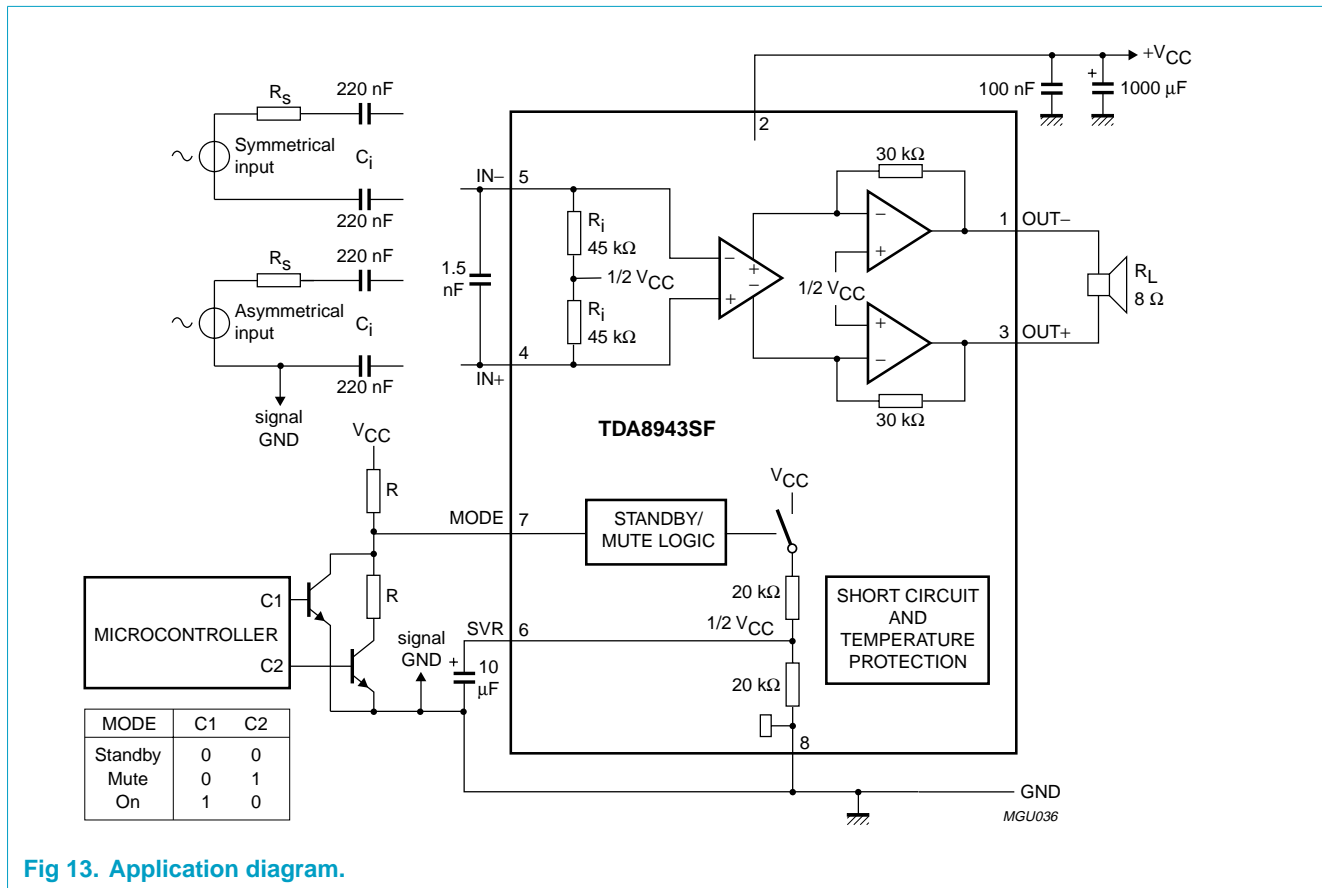 +VCC
220 nF
RS
100 nF
+
1000 μF
2
Symmetrical
input
Ci
30 kΩ
IN−
5
220 nF
−
+
1
OUT−
Ri
45 kΩ
220 nF
RS
1.5
nF
1/2 VCC
−
+
+
−
1/2 VCC
RL
8 Ω
Asymmetrical
input
Ci
Ri
45 kΩ
+
−
3
OUT+
4
IN+
220 nF
signal
GND
30 kΩ
TDA8943SF
VCC
VCC
R
MODE
7
STANDBY/
MUTE LOGIC
20 kΩ
SHORT CIRCUIT
AND
TEMPERATURE
PROTECTION
C1
R
MICROCONTROLLER
SVR
6
1/2 VCC
signal
GND
C2
+
10
μF
20 kΩ
MODE C1 C2
Standby 0 0
Mute 0 1
On 1 0
8
GND
MGU036
Fig 13. Application diagram.